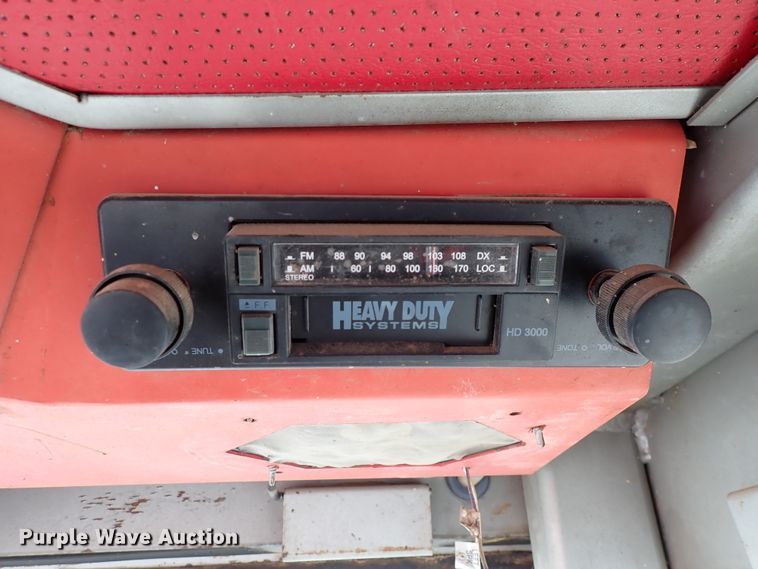 FM 88 90 94 98 103 108 DX
AM 60 80 100 130 170 LOC
STEREO
F.F.
HEAVY DUTY
SYSTEMS
HD 3000
TUNE
VOL TONE
Purple Wave Auction